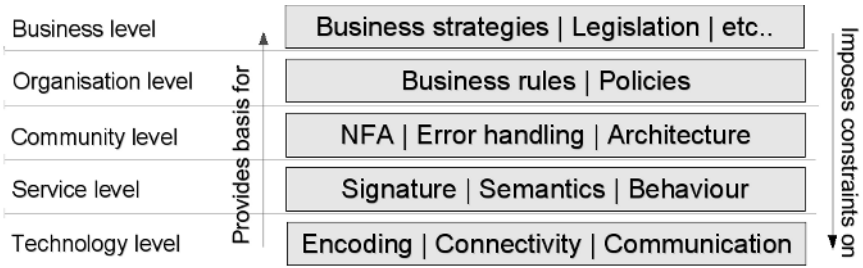 Business level
Business strategies | Legislation | etc..
Organisation level
Business rules | Policies
Community level
NFA | Error handling | Architecture
Service level
Signature | Semantics | Behaviour
Technology level
Encoding | Connectivity | Communication
Provides basis for
Imposes constraints on